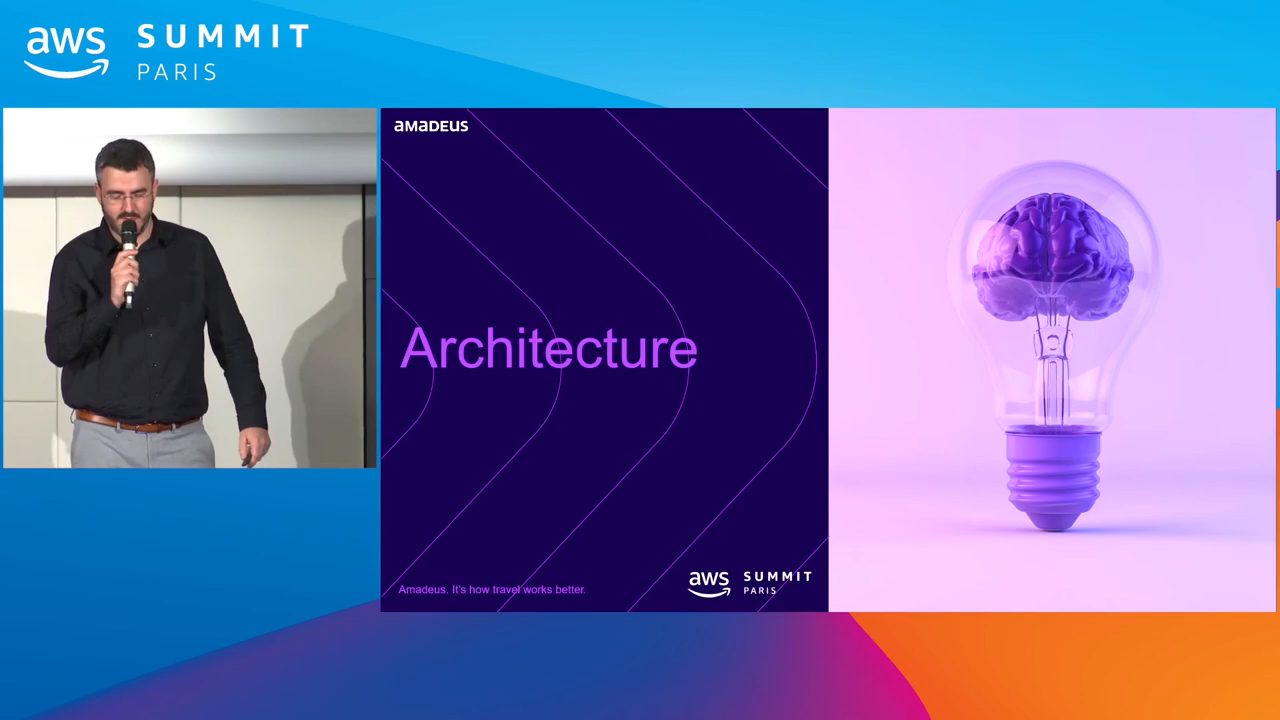 aws SUMMIT
PARIS
aMaDEUS
Architecture
Amadeus. It's how travel works better.
aws SUMMIT
PARIS